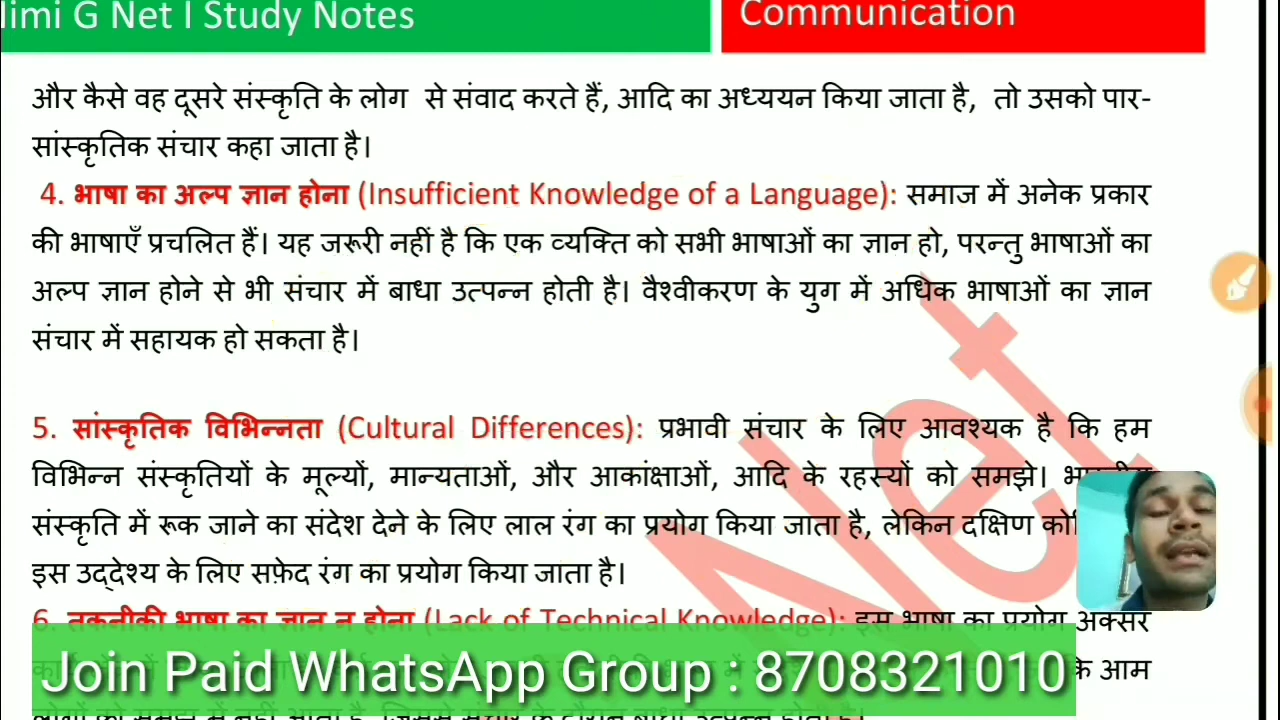 limi G Net I Study Notes
Communication
और कैसे वह दूसरे संस्कृति के लोग से संवाद करते हैं, आदि का अध्ययन किया जाता है, तो उसको पार-
सांस्कृतिक संचार कहा जाता है।
4. भाषा का अल्प ज्ञान होना (Insufficient Knowledge of a Language): समाज में अनेक प्रकार
की भाषाएँ प्रचलित हैं। यह जरूरी नहीं है कि एक व्यक्ति को सभी भाषाओं का ज्ञान हो, परन्तु भाषाओं का
अल्प ज्ञान होने से भी संचार में बाधा उत्पन्न होती है। वैश्वीकरण के युग में अधिक भाषाओं का ज्ञान
संचार में सहायक हो सकता है।
5. सांस्कृतिक विभिन्नता (Cultural Differences): प्रभावी संचार के लिए आवश्यक है कि हम
विभिन्न संस्कृतियों के मूल्यों, मान्यताओं, और आकांक्षाओं, आदि के रहस्यों को समझे।
संस्कृति में रूक जाने का संदेश देने के लिए लाल रंग का प्रयोग किया जाता है, लेकिन दक्षिण
इस उद्देश्य के लिए सफ़ेद रंग का प्रयोग किया जाता है।
6. तकनीकी भाषा का ज्ञान न होना (Lack of Technical Knowledge): इस भाषा का प्रयोग अक्सर
आम
Net
Join Paid WhatsApp Group : 8708321010